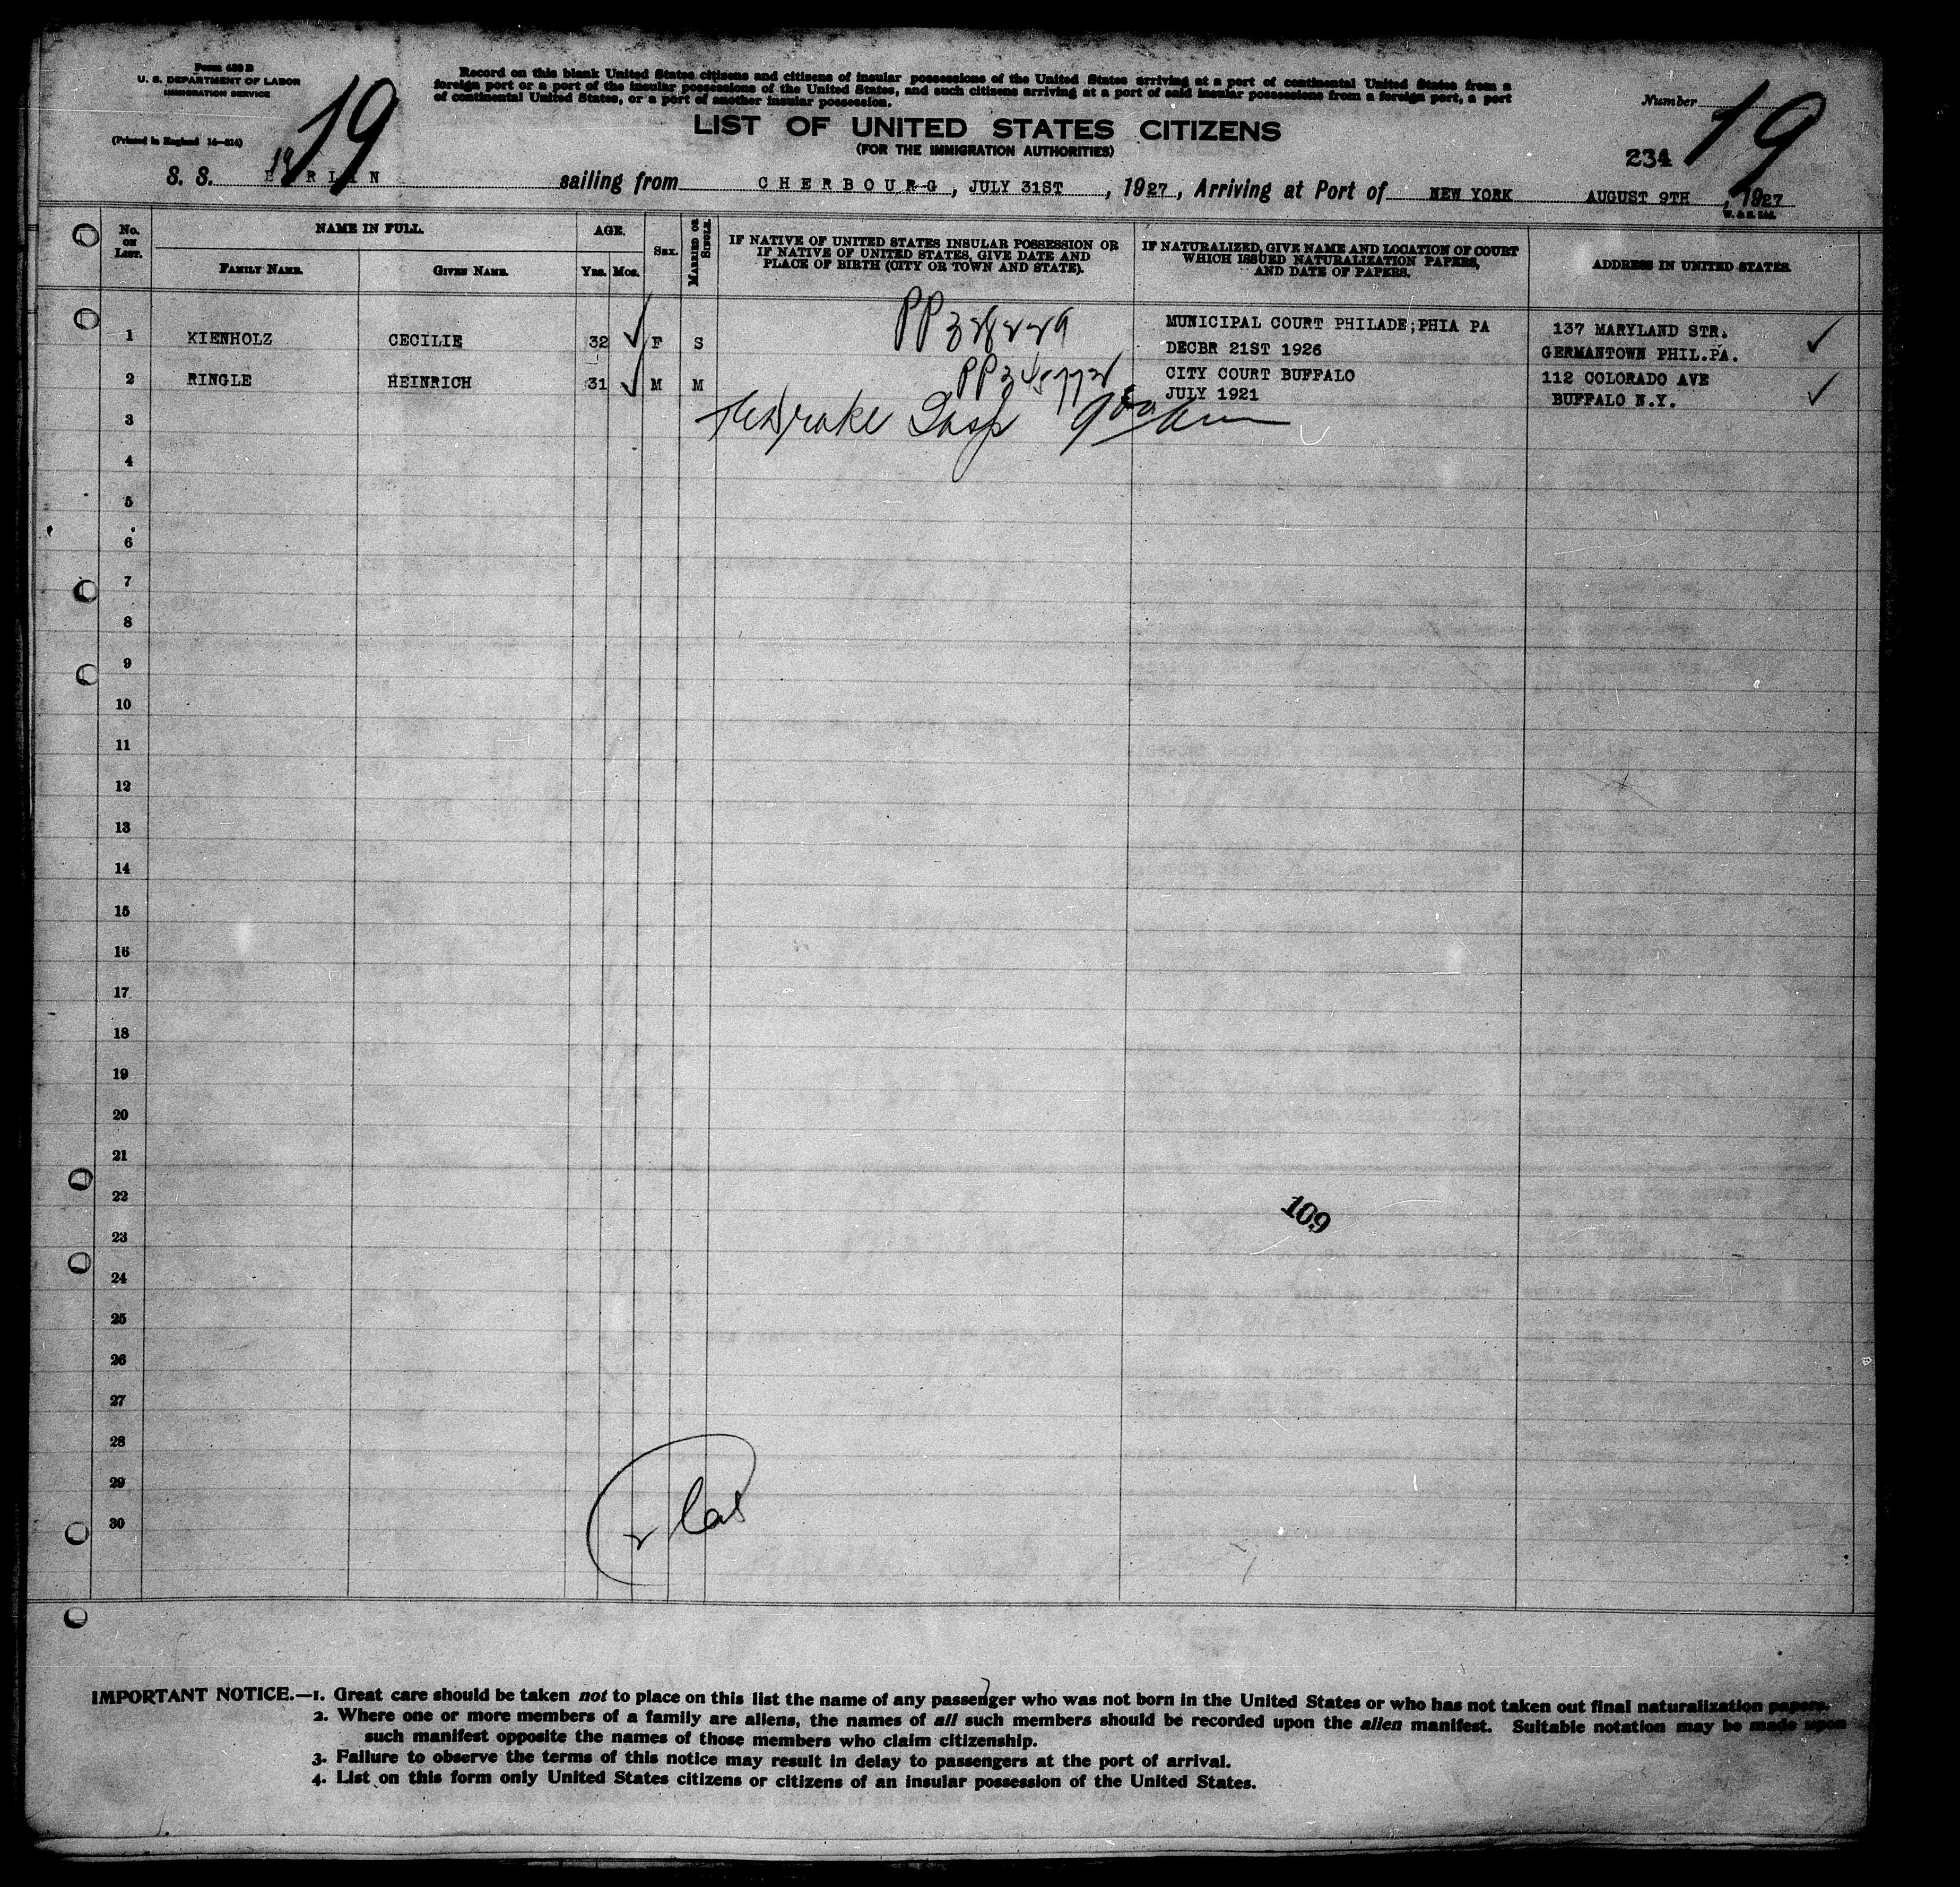 Form 630 B
U. S. DEPARTMENT OF LABOR
IMMIGRATION SERVICE
(Printed in England 14—814)
19
Record on this blank United States citizens and citizens of insular possessions of the United States arriving at a port of continental United States from a
foreign port or a port of the insular possessions of the United States, and such citizens arriving at a port of said insular possessions from a foreign port, a port
of continental United States, or a port of another insular possession.
LIST OF UNITED STATES CITIZENS
(FOR THE IMMIGRATION AUTHORITIES)
Number
19
234
S. S. BERLIN sailing from CHERBOURG, JULY 31ST, 1927, Arriving at Port of NEW YORK AUGUST 9TH, 1927
No. ON LIST.
NAME IN FULL.
FAMILY NAME.
GIVEN NAME.
AGE.
Yrs. Mos.
SEX.
MARRIED OR SINGLE.
IF NATIVE OF UNITED STATES INSULAR POSSESSION OR
IF NATIVE OF UNITED STATES, GIVE DATE AND
PLACE OF BIRTH (CITY OR TOWN AND STATE).
IF NATURALIZED, GIVE NAME AND LOCATION OF COURT
WHICH ISSUED NATURALIZATION PAPERS,
AND DATE OF PAPERS.
ADDRESS IN UNITED STATES.
1 KIENHOLZ CECILIE 32 ✓ F S MUNICIPAL COURT PHILADE;PHIA PA 137 MARYLAND STR. ✓
DECBR 21ST 1926 GERMANTOWN PHIL.PA.
2 RINGLE HEINRICH 31 ✓ M M CITY COURT BUFFALO 112 COLORADO AVE ✓
JULY 1921 BUFFALO N.Y.
3
4
5
6
7
8
9
10
11
12
13
14
15
16
17
18
19
20
21
22
109
23
24
25
26
27
28
29
30
IMPORTANT NOTICE.—1. Great care should be taken not to place on this list the name of any passenger who was not born in the United States or who has not taken out final naturalization papers.
2. Where one or more members of a family are aliens, the names of all such members should be recorded upon the alien manifest. Suitable notation may be made upon
such manifest opposite the names of those members who claim citizenship.
3. Failure to observe the terms of this notice may result in delay to passengers at the port of arrival.
4. List on this form only United States citizens or citizens of an insular possession of the United States.